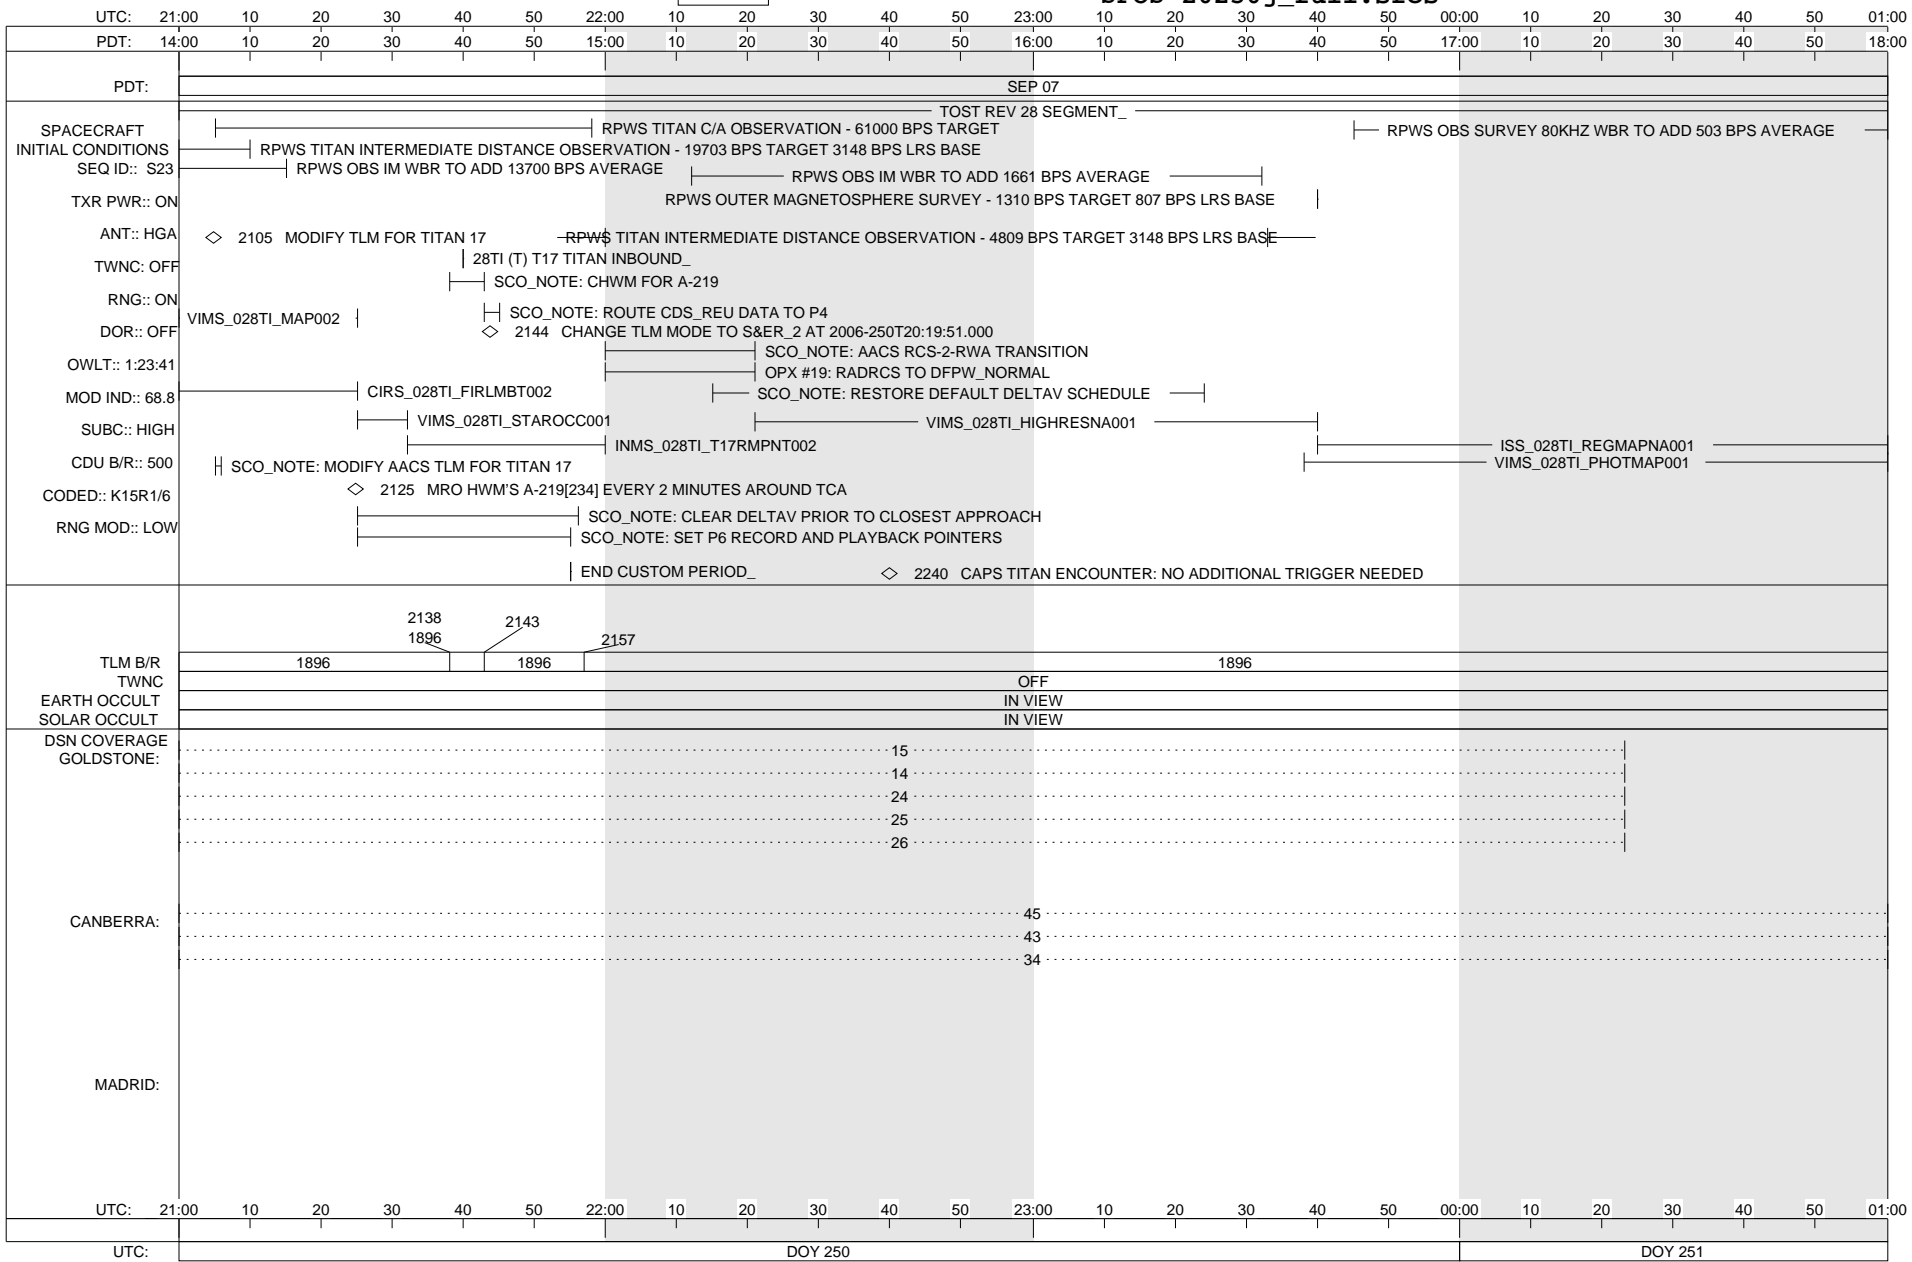 UTC: 21:00 10 20 30 40 50 22:00 10 20 30 40 50 23:00 10 20 30 40 50 00:00 10 20 30 40 50 01:00
PDT: 14:00 10 20 30 40 50 15:00 10 20 30 40 50 16:00 10 20 30 40 50 17:00 10 20 30 40 50 18:00
PDT: SEP 07
TOST REV 28 SEGMENT_
SPACECRAFT
INITIAL CONDITIONS
SEQ ID:: S23
TXR PWR:: ON
ANT:: HGA
TWNC: OFF
RNG:: ON
DOR:: OFF
OWLT:: 1:23:41
MOD IND:: 68.8
SUBC:: HIGH
CDU B/R:: 500
CODED:: K15R1/6
RNG MOD:: LOW
RPWS TITAN C/A OBSERVATION - 61000 BPS TARGET
RPWS OBS SURVEY 80KHZ WBR TO ADD 503 BPS AVERAGE
RPWS TITAN INTERMEDIATE DISTANCE OBSERVATION - 19703 BPS TARGET 3148 BPS LRS BASE
RPWS OBS IM WBR TO ADD 13700 BPS AVERAGE
RPWS OBS IM WBR TO ADD 1661 BPS AVERAGE
RPWS OUTER MAGNETOSPHERE SURVEY - 1310 BPS TARGET 807 BPS LRS BASE
2105 MODIFY TLM FOR TITAN 17
RPWS TITAN INTERMEDIATE DISTANCE OBSERVATION - 4809 BPS TARGET 3148 BPS LRS BASE
28TI (T) T17 TITAN INBOUND_
SCO_NOTE: CHWM FOR A-219
SCO_NOTE: ROUTE CDS_REU DATA TO P4
VIMS_028TI_MAP002
2144 CHANGE TLM MODE TO S&ER_2 AT 2006-250T20:19:51.000
SCO_NOTE: AACS RCS-2-RWA TRANSITION
OPX #19: RADRCS TO DFPW_NORMAL
CIRS_028TI_FIRLMBT002
SCO_NOTE: RESTORE DEFAULT DELTAV SCHEDULE
VIMS_028TI_STAROCC001
VIMS_028TI_HIGHRESNA001
INMS_028TI_T17RMPNT002
ISS_028TI_REGMAPNA001
SCO_NOTE: MODIFY AACS TLM FOR TITAN 17
VIMS_028TI_PHOTMAP001
2125 MRO HWM'S A-219[234] EVERY 2 MINUTES AROUND TCA
SCO_NOTE: CLEAR DELTAV PRIOR TO CLOSEST APPROACH
SCO_NOTE: SET P6 RECORD AND PLAYBACK POINTERS
END CUSTOM PERIOD_
2240 CAPS TITAN ENCOUNTER: NO ADDITIONAL TRIGGER NEEDED
2138
1896
2143
2157
TLM B/R 1896 1896 1896
TWNC OFF
EARTH OCCULT IN VIEW
SOLAR OCCULT IN VIEW
DSN COVERAGE
GOLDSTONE: 15
14
24
25
26
CANBERRA: 45
43
34
MADRID:
UTC: 21:00 10 20 30 40 50 22:00 10 20 30 40 50 23:00 10 20 30 40 50 00:00 10 20 30 40 50 01:00
UTC: DOY 250 DOY 251